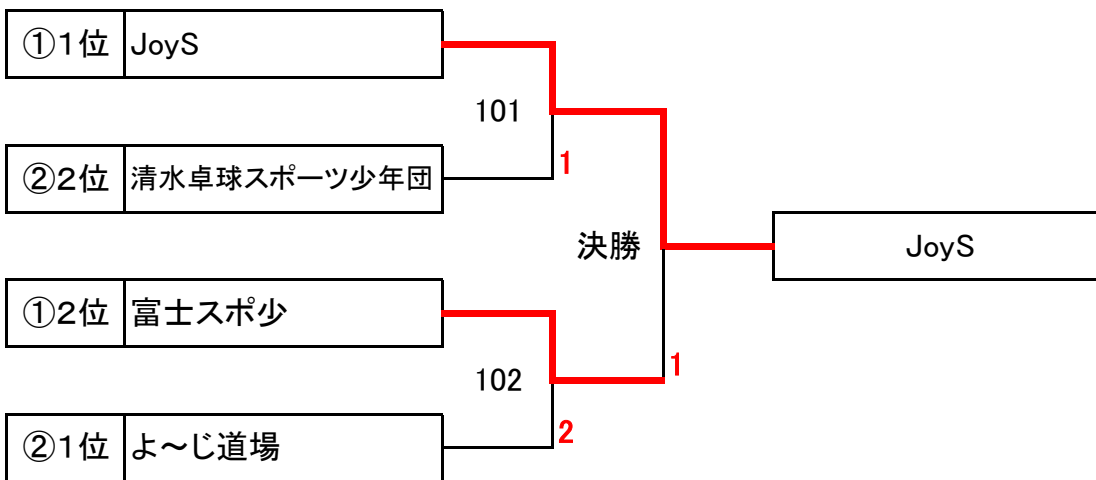 ①1位 JoyS
101
②2位 清水卓球スポーツ少年団
1
決勝
JoyS
①2位 富士スポ少
102
1
②1位 よ～じ道場
2